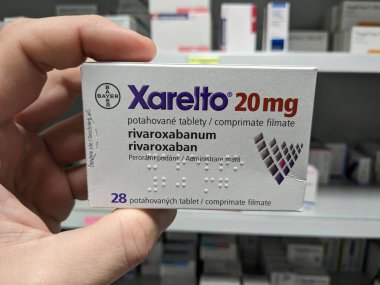 BAYER
Xarelto® 20 mg
potahované tablety / comprimate filmate
rivaroxabanum
rivaroxaban
Perorální podání / Administrare orală
28 potahovaných tablet / comprimate filmate